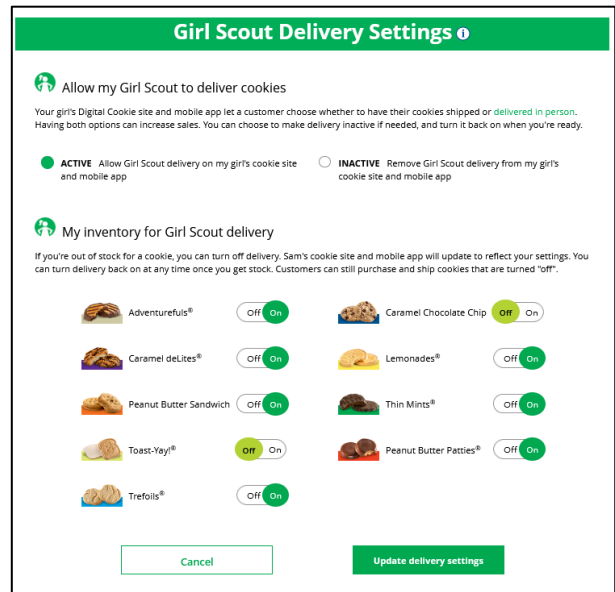 Girl Scout Delivery Settings i
Allow my Girl Scout to deliver cookies
Your girl's Digital Cookie site and mobile app let a customer choose whether to have their cookies shipped or delivered in person.
Having both options can increase sales. You can choose to make delivery inactive if needed, and turn it back on when you're ready.
ACTIVE Allow Girl Scout delivery on my girl's cookie site
and mobile app
INACTIVE Remove Girl Scout delivery from my girl's
cookie site and mobile app
My inventory for Girl Scout delivery
If you're out of stock for a cookie, you can turn off delivery. Sam's cookie site and mobile app will update to reflect your settings. You
can turn delivery back on at any time once you get stock. Customers can still purchase and ship cookies that are turned "off".
Adventurefuls® Off On
Caramel Chocolate Chip Off On
Caramel deLites® Off On
Lemonades® Off On
Peanut Butter Sandwich Off On
Thin Mints® Off On
Toast-Yay!® Off On
Peanut Butter Patties® Off On
Trefoils® Off On
Cancel
Update delivery settings